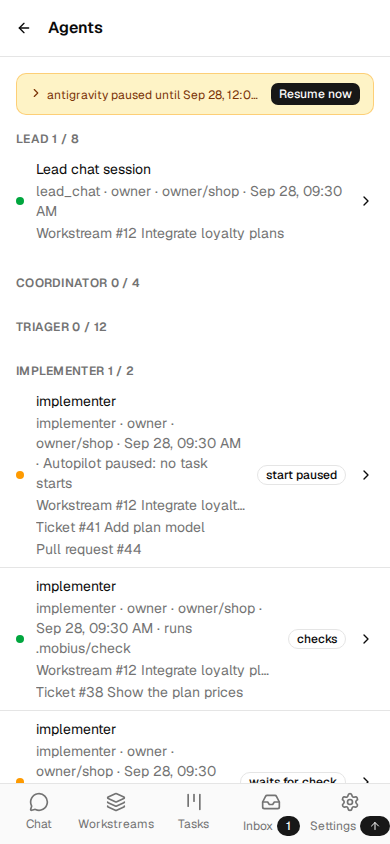 Agents
antigravity paused until Sep 28, 12:0… Resume now
LEAD 1 / 8
Lead chat session
lead_chat · owner · owner/shop · Sep 28, 09:30
AM
Workstream #12 Integrate loyalty plans
COORDINATOR 0 / 4
TRIAGER 0 / 12
IMPLEMENTER 1 / 2
implementer
implementer · owner ·
owner/shop · Sep 28, 09:30 AM
· Autopilot paused: no task
starts
start paused
Workstream #12 Integrate loyalt…
Ticket #41 Add plan model
Pull request #44
implementer
implementer · owner · owner/shop ·
Sep 28, 09:30 AM · runs
.mobius/check
checks
Workstream #12 Integrate loyalty pl…
Ticket #38 Show the plan prices
implementer
implementer · owner ·
owner/shop · Sep 28, 09:30
waits for check
Chat Workstreams Tasks Inbox 1 Settings